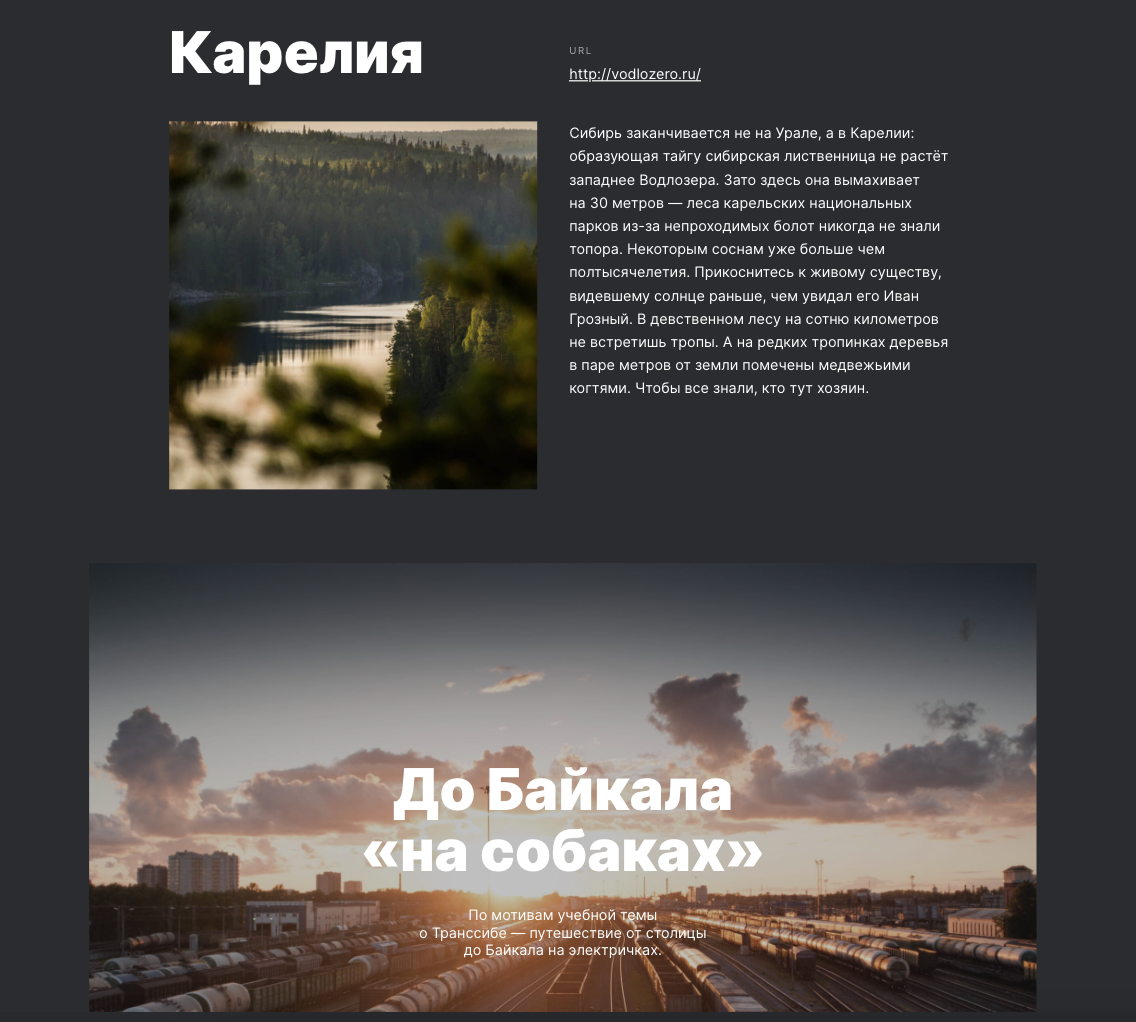 Карелия
URL
http://vodlozero.ru/
Сибирь заканчивается не на Урале, а в Карелии:
образующая тайгу сибирская лиственница не растёт
западнее Водлозера. Зато здесь она вымахивает
на 30 метров — леса карельских национальных
парков из-за непроходимых болот никогда не знали
топора. Некоторым соснам уже больше чем
полтысячелетия. Прикоснитесь к живому существу,
видевшему солнце раньше, чем увидал его Иван
Грозный. В девственном лесу на сотню километров
не встретишь тропы. А на редких тропинках деревья
в паре метров от земли помечены медвежьими
когтями. Чтобы все знали, кто тут хозяин.
До Байкала
«на собаках»
По мотивам учебной темы
о Транссибе — путешествие от столицы
до Байкала на электричках.